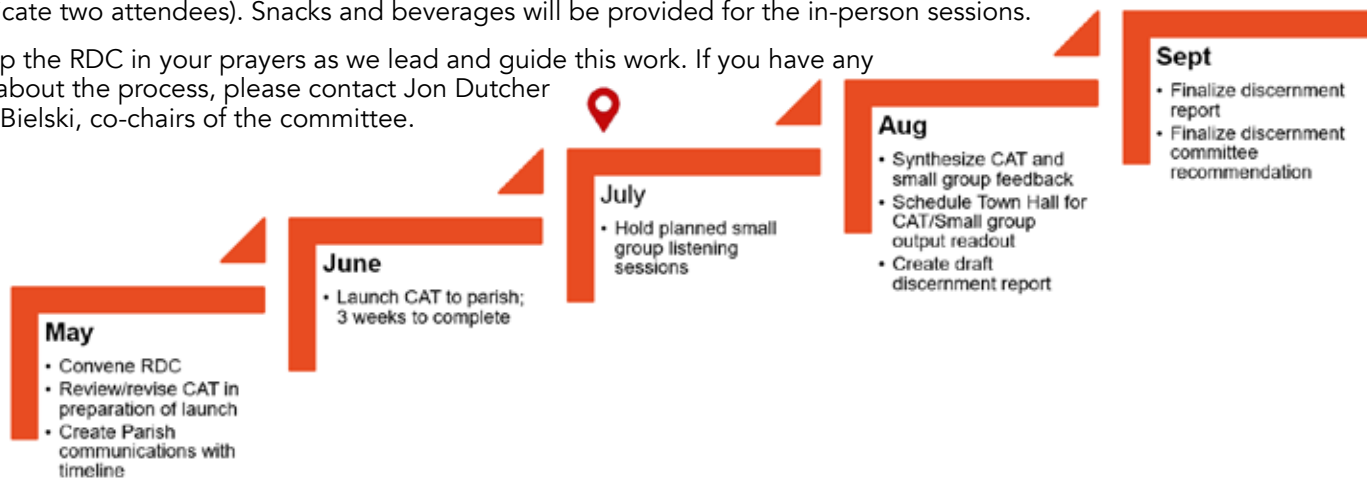 cate two attendees). Snacks and beverages will be provided for the in-person sessions.
p the RDC in your prayers as we lead and guide this work. If you have any
about the process, please contact Jon Dutcher
Bielski, co-chairs of the committee.
May
• Convene RDC
• Review/revise CAT in
preparation of launch
• Create Parish
communications with
timeline
June
• Launch CAT to parish;
3 weeks to complete
July
• Hold planned small
group listening
sessions
Aug
• Synthesize CAT and
small group feedback
• Schedule Town Hall for
CAT/Small group
output readout
• Create draft
discernment report
Sept
• Finalize discernment
report
• Finalize discernment
committee
recommendation